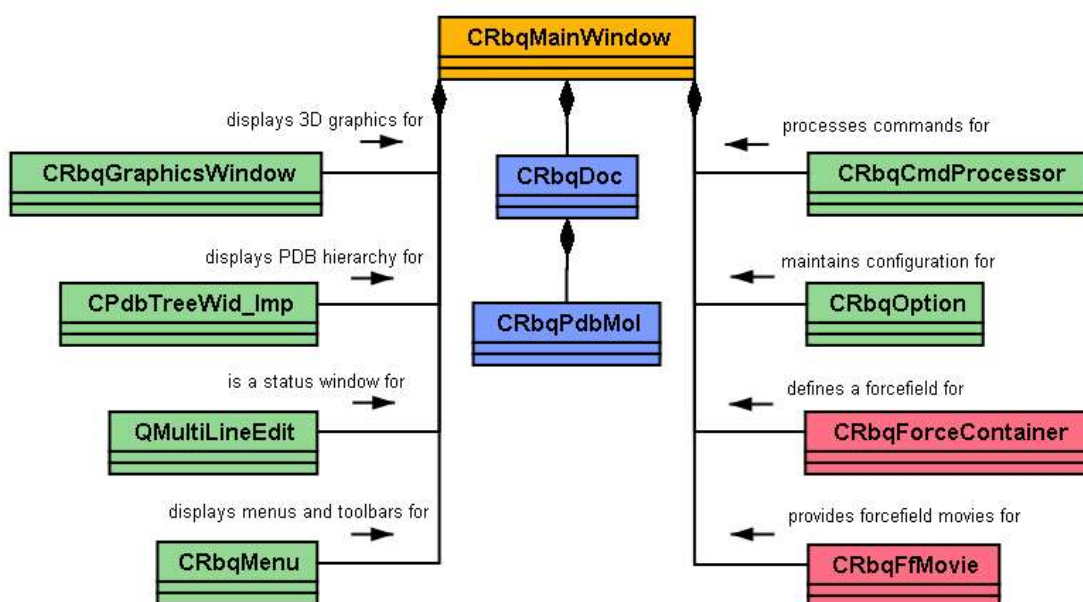 CRbqMainWindow
displays 3D graphics for
processes commands for
CRbqGraphicsWindow
CRbqDoc
CRbqCmdProcessor
displays PDB hierarchy for
maintains configuration for
CPdbTreeWid_Imp
CRbqPdbMol
CRbqOption
is a status window for
defines a forcefield for
QMultiLineEdit
CRbqForceContainer
displays menus and toolbars for
provides forcefield movies for
CRbqMenu
CRbqFfMovie